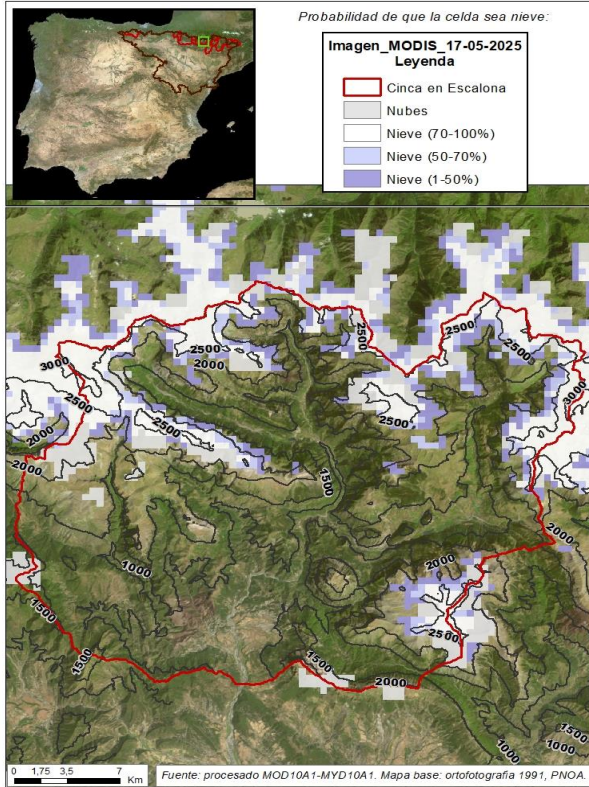 Probabilidad de que la celda sea nieve:
Imagen_MODIS_17-05-2025
Leyenda
Cinca en Escalona
Nubes
Nieve (70-100%)
Nieve (50-70%)
Nieve (1-50%)
2500
2500
2500
2500
3000
2000
3000
2500
2500
2500
2000
2000
1500
2000
2000
1000
1500
2500
1500
1500
2000
1500
1000
1000
0 1,75 3,5 7
Km
Fuente: procesado MOD10A1-MYD10A1. Mapa base: ortofotografía 1991, PNOA.